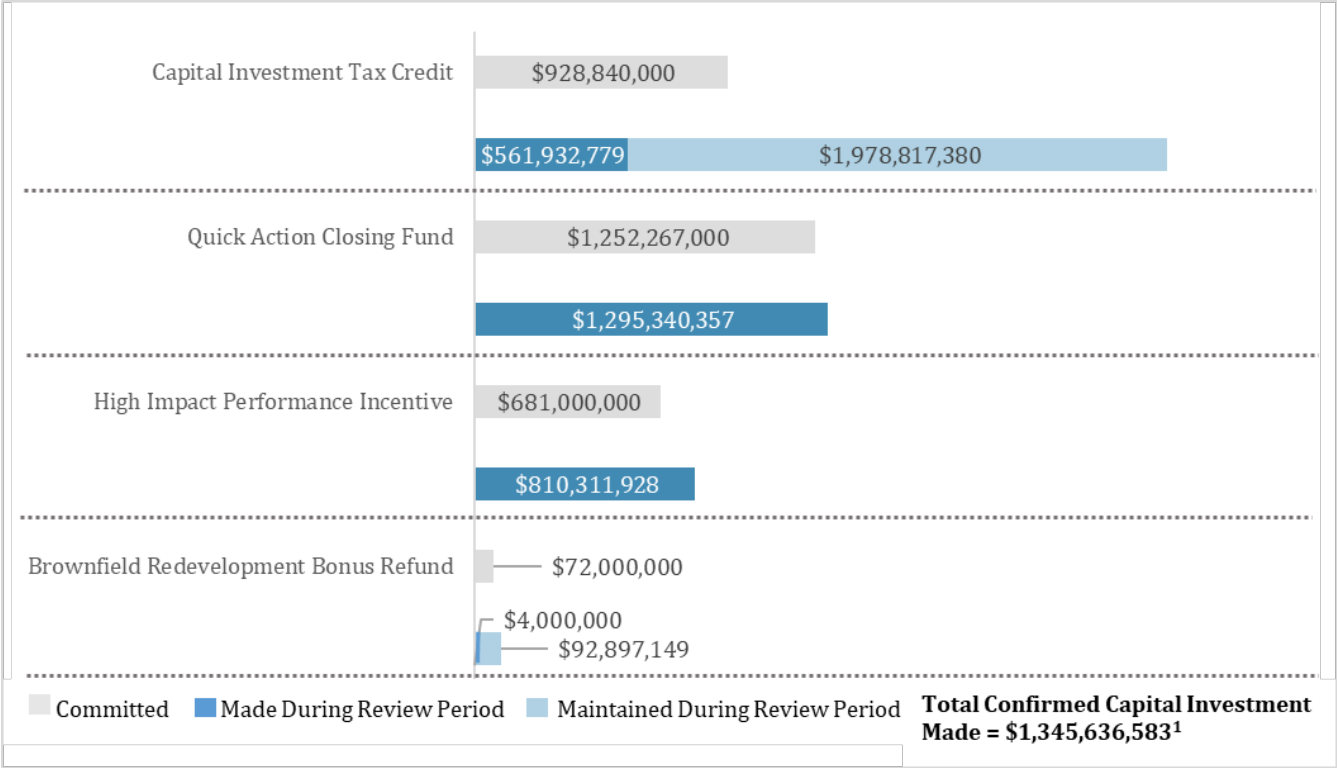 Capital Investment Tax Credit
$928,840,000
$561,932,779
$1,978,817,380
Quick Action Closing Fund
$1,252,267,000
$1,295,340,357
High Impact Performance Incentive
$681,000,000
$810,311,928
Brownfield Redevelopment Bonus Refund
$72,000,000
$4,000,000
$92,897,149
Committed
Made During Review Period
Maintained During Review Period
Total Confirmed Capital Investment
Made = $1,345,636,583¹